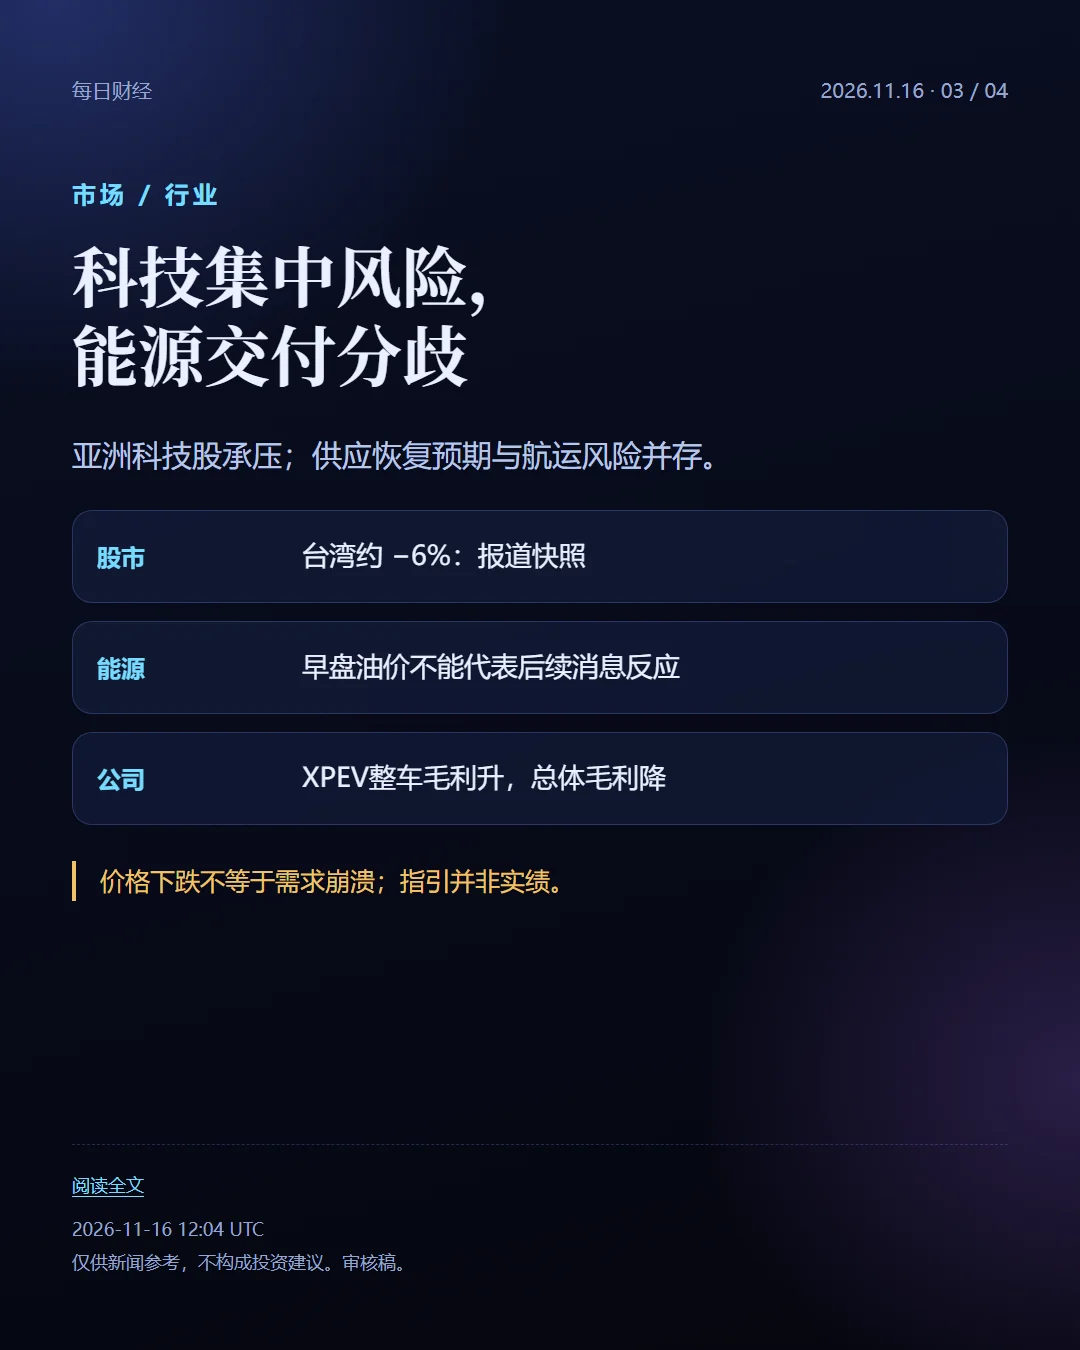 每日财经
2026.11.16 · 03 / 04
市场 / 行业
科技集中风险，
能源交付分歧
亚洲科技股承压；供应恢复预期与航运风险并存。
股市
台湾约 −6%：报道快照
能源
早盘油价不能代表后续消息反应
公司
XPEV整车毛利升，总体毛利降
价格下跌不等于需求崩溃；指引并非实绩。
阅读全文
2026-11-16 12:04 UTC
仅供新闻参考，不构成投资建议。审核稿。